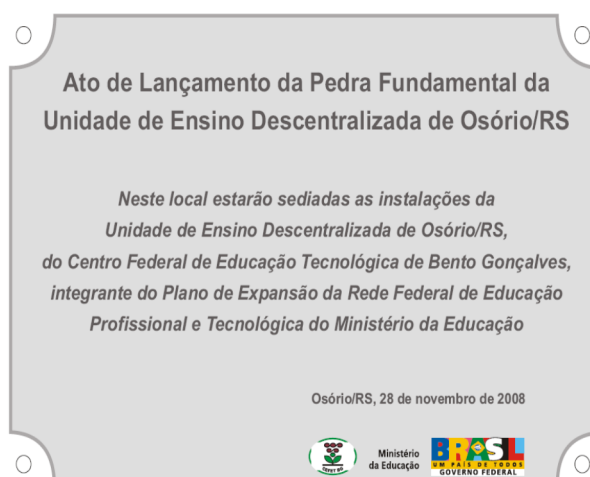 Ato de Lançamento da Pedra Fundamental da
Unidade de Ensino Descentralizada de Osório/RS
Neste local estarão sediadas as instalações da
Unidade de Ensino Descentralizada de Osório/RS,
do Centro Federal de Educação Tecnológica de Bento Gonçalves,
integrante do Plano de Expansão da Rede Federal de Educação
Profissional e Tecnológica do Ministério da Educação
Osório/RS, 28 de novembro de 2008
CEFET BG
Ministério
da Educação
BRASIL
UM PAÍS DE TODOS
GOVERNO FEDERAL